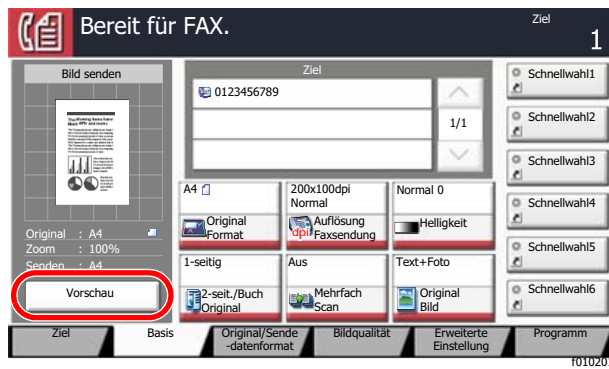 Bereit für FAX.
Ziel
1
Bild senden
Original : A4
Zoom : 100%
Senden : A4
Vorschau
Ziel
0123456789
1/1
A4
Original
Format
200x100dpi
Normal
dpi
Auflösung
Faxsendung
Normal 0
Helligkeit
1-seitig
2-seit./Buch
Original
Aus
Mehrfach
Scan
Text+Foto
Original
Bild
Schnellwahl1
Schnellwahl2
Schnellwahl3
Schnellwahl4
Schnellwahl5
Schnellwahl6
Ziel
Basis
Original/Sende
-datenformat
Bildqualität
Erweiterte
Einstellung
Programm
f01020